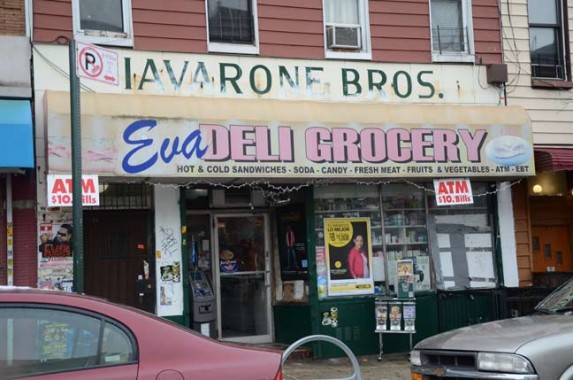 IAVARONE BROS.
Eva DELI GROCERY
HOT & COLD SANDWICHES - SODA - CANDY - FRESH MEAT - FRUITS & VEGETABLES - ATM - EBT
ATM
$10.Bills
ATM
$10.Bills
P